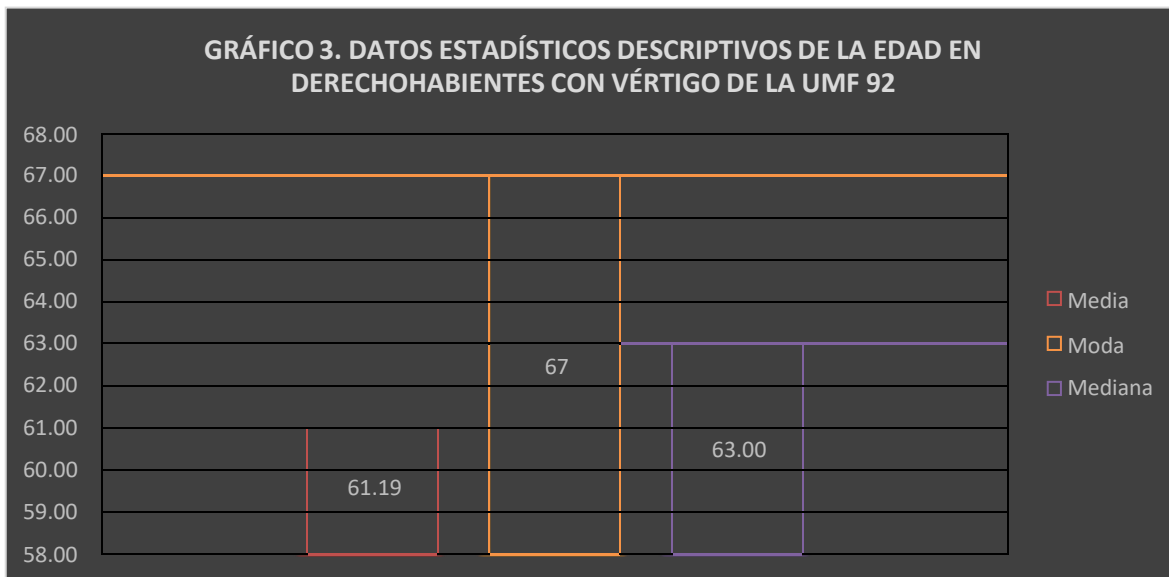 GRÁFICO 3. DATOS ESTADÍSTICOS DESCRIPTIVOS DE LA EDAD EN
DERECHOHABIENTES CON VÉRTIGO DE LA UMF 92
68.00
67.00
66.00
65.00
64.00
63.00
62.00
61.00
60.00
59.00
58.00
61.19
67
63.00
Media
Moda
Mediana